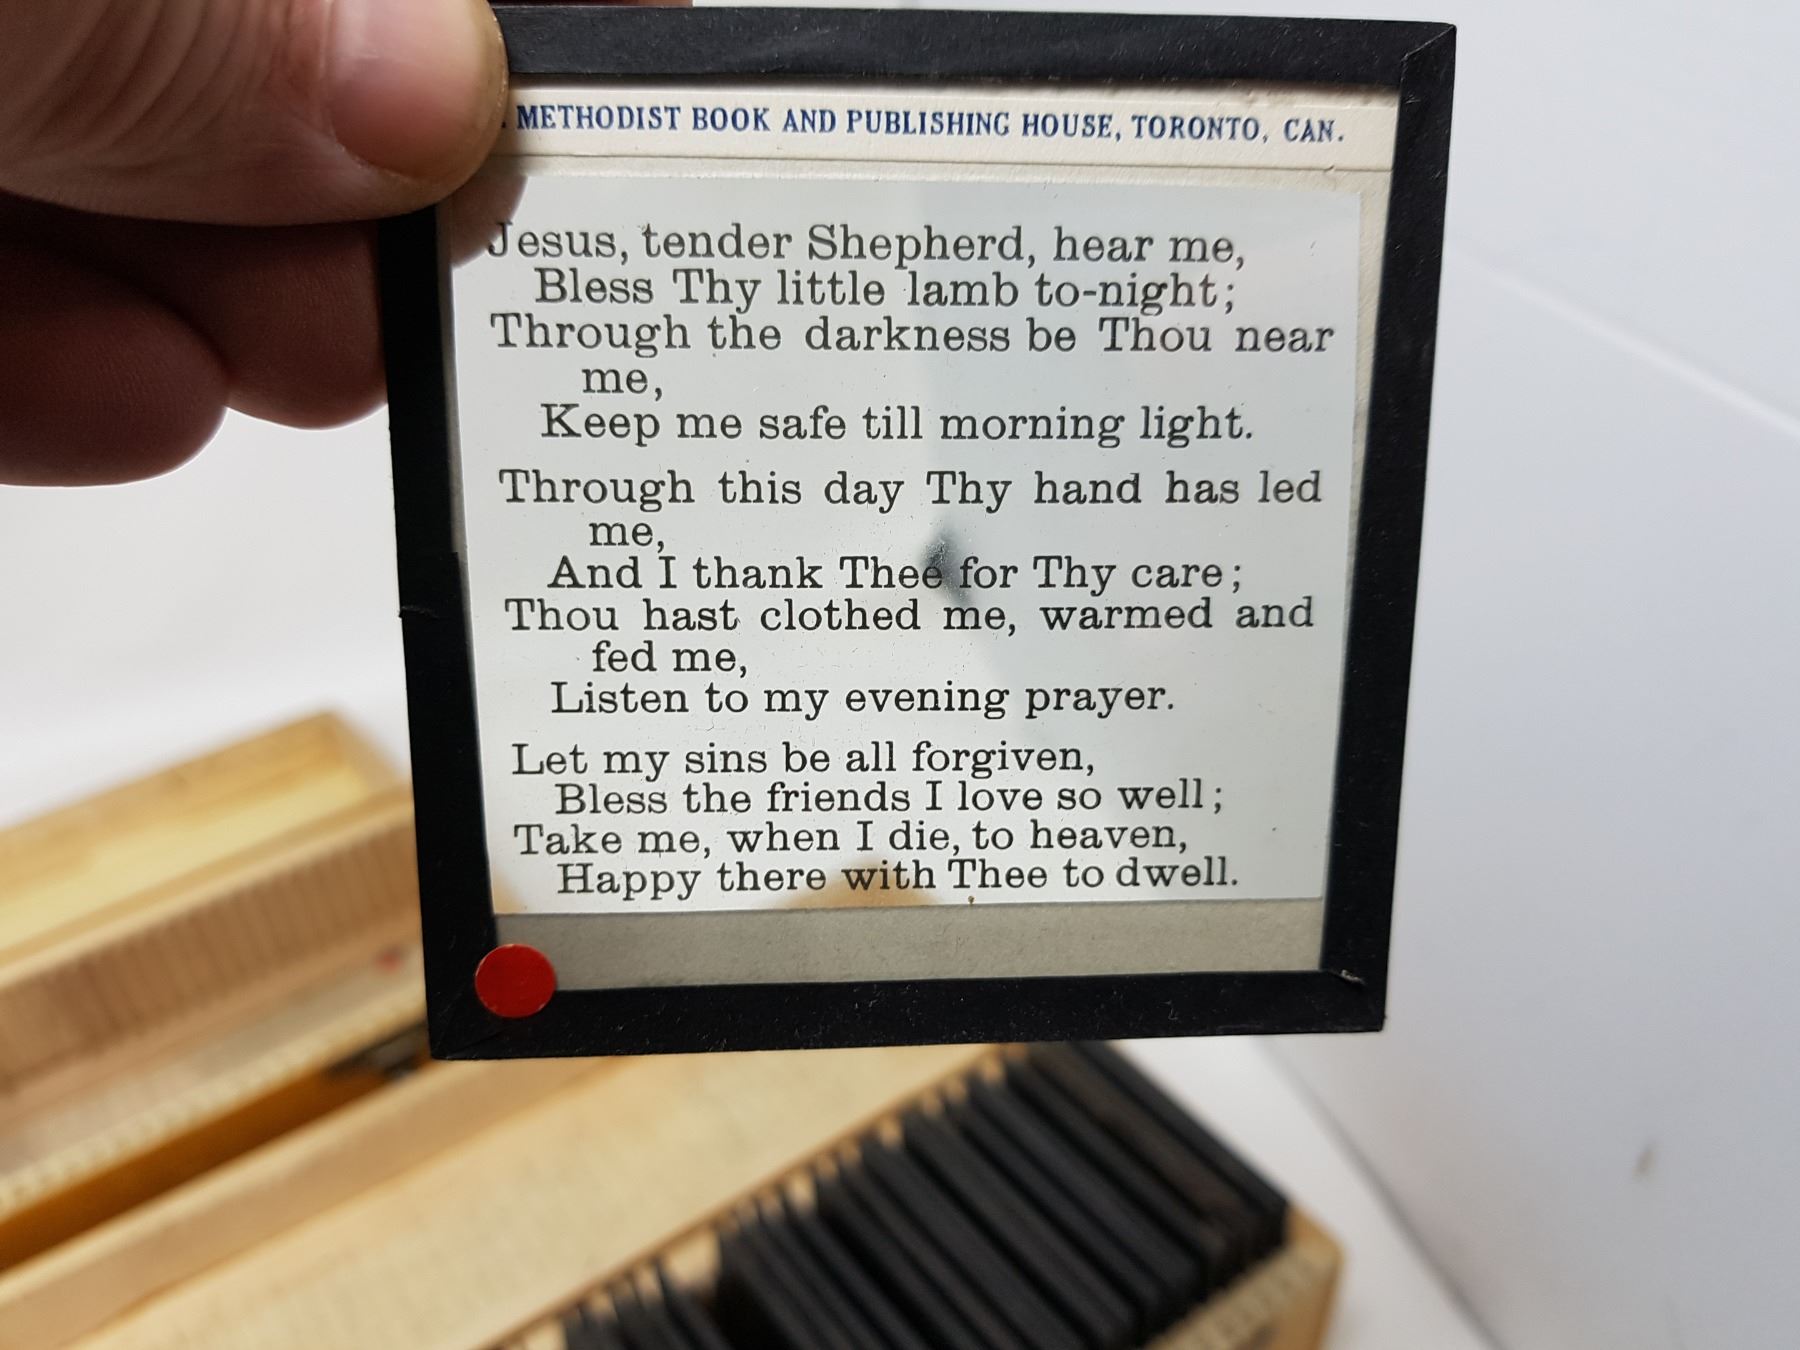 METHODIST BOOK AND PUBLISHING HOUSE, TORONTO, CAN.
Jesus, tender Shepherd, hear me,
Bless Thy little lamb to-night;
Through the darkness be Thou near
me,
Keep me safe till morning light.
Through this day Thy hand has led
me,
And I thank Thee for Thy care;
Thou hast clothed me, warmed and
fed me,
Listen to my evening prayer.
Let my sins be all forgiven,
Bless the friends I love so well;
Take me, when I die, to heaven,
Happy there with Thee to dwell.